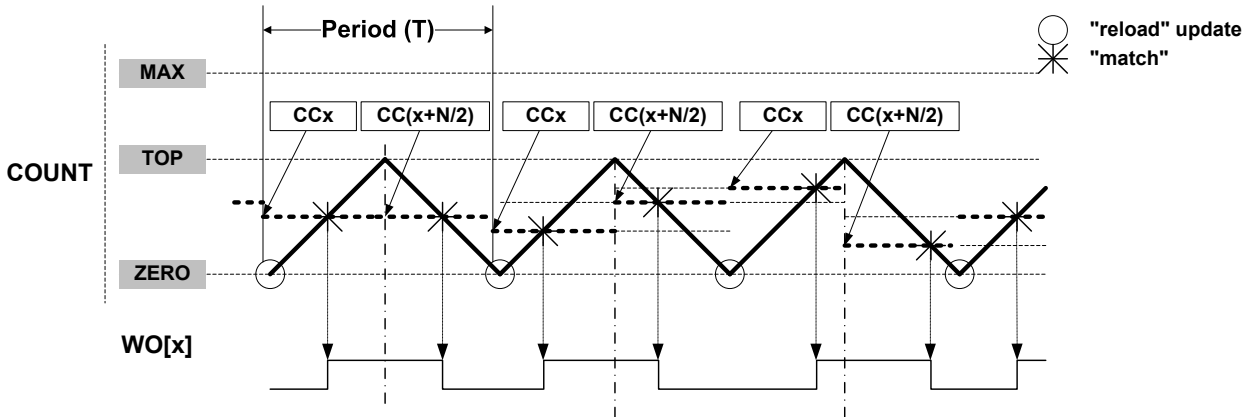 Period (T)
"reload" update
"match"
MAX
CCx
CC(x+N/2)
CCx
CC(x+N/2)
CCx
CC(x+N/2)
COUNT
TOP
ZERO
WO[x]